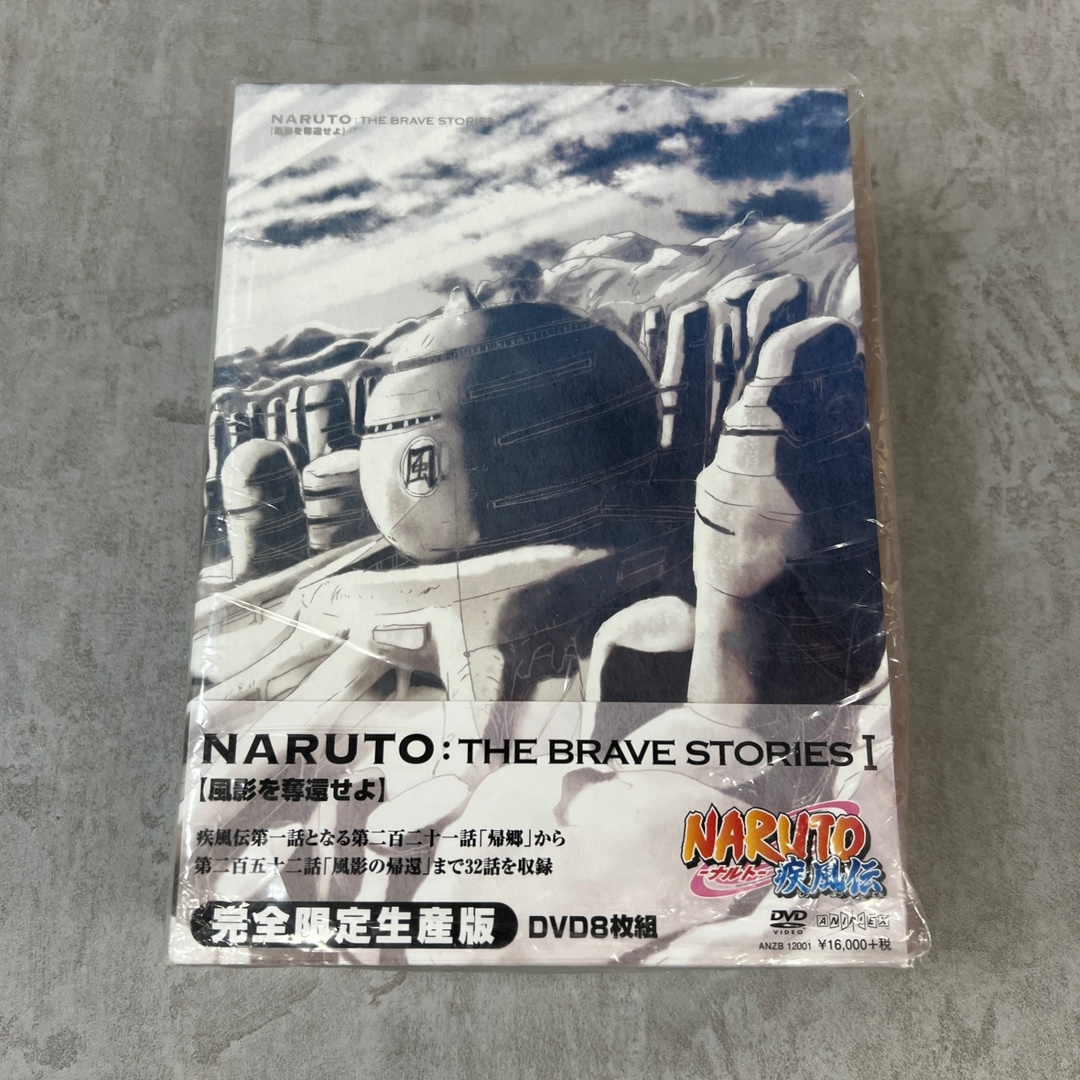 NARUTO : THE BRAVE STORIES
【風影を奪還せよ】
風
NARUTO : THE BRAVE STORIES I
【風影を奪還せよ】
疾風伝第一話となる第二百二十一話「帰郷」から
第二百五十二話「風影の帰還」まで32話を収録
NARUTO
-ナルト-
疾風伝
完全限定生産版 DVD8枚組
DVD
VIDEO
ANIPLEX
ANZB 12001 ¥16,000+税